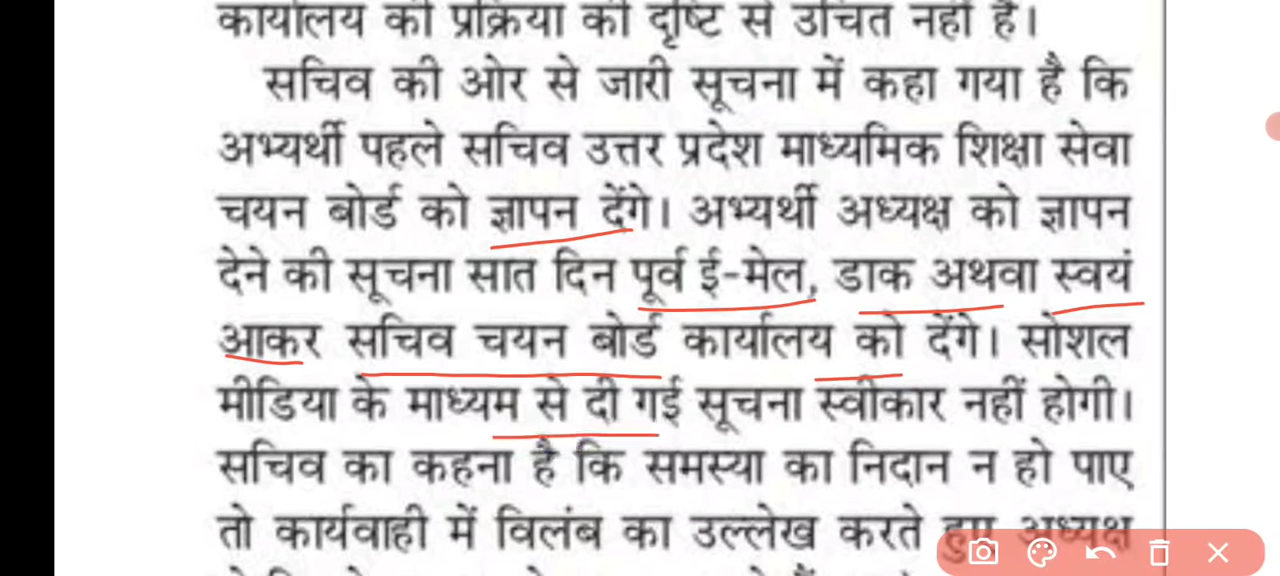 कार्यालय की प्रक्रिया की दृष्टि से उचित नहीं है।
सचिव की ओर से जारी सूचना में कहा गया है कि
अभ्यर्थी पहले सचिव उत्तर प्रदेश माध्यमिक शिक्षा सेवा
चयन बोर्ड को ज्ञापन देंगे। अभ्यर्थी अध्यक्ष को ज्ञापन
देने की सूचना सात दिन पूर्व ई-मेल, डाक अथवा स्वयं
आकर सचिव चयन बोर्ड कार्यालय को देंगे। सोशल
मीडिया के माध्यम से दी गई सूचना स्वीकार नहीं होगी।
सचिव का कहना है कि समस्या का निदान न हो पाए
तो कार्यवाही में विलंब का उल्लेख करते हुए अध्यक्ष